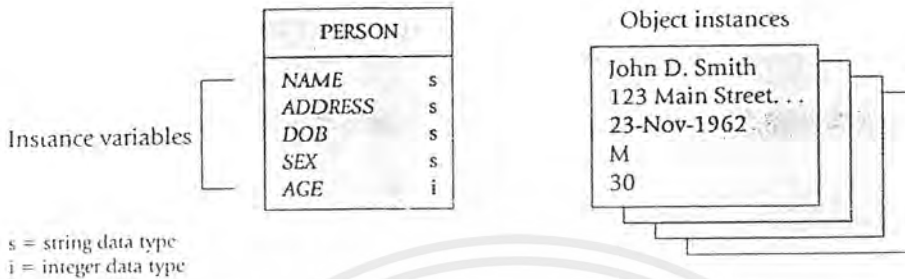 PERSON
NAME s
ADDRESS s
DOB s
SEX s
AGE i
Instance variables
s = string data type
i = integer data type
Object instances
John D. Smith
123 Main Street. . .
23-Nov-1962
M
30